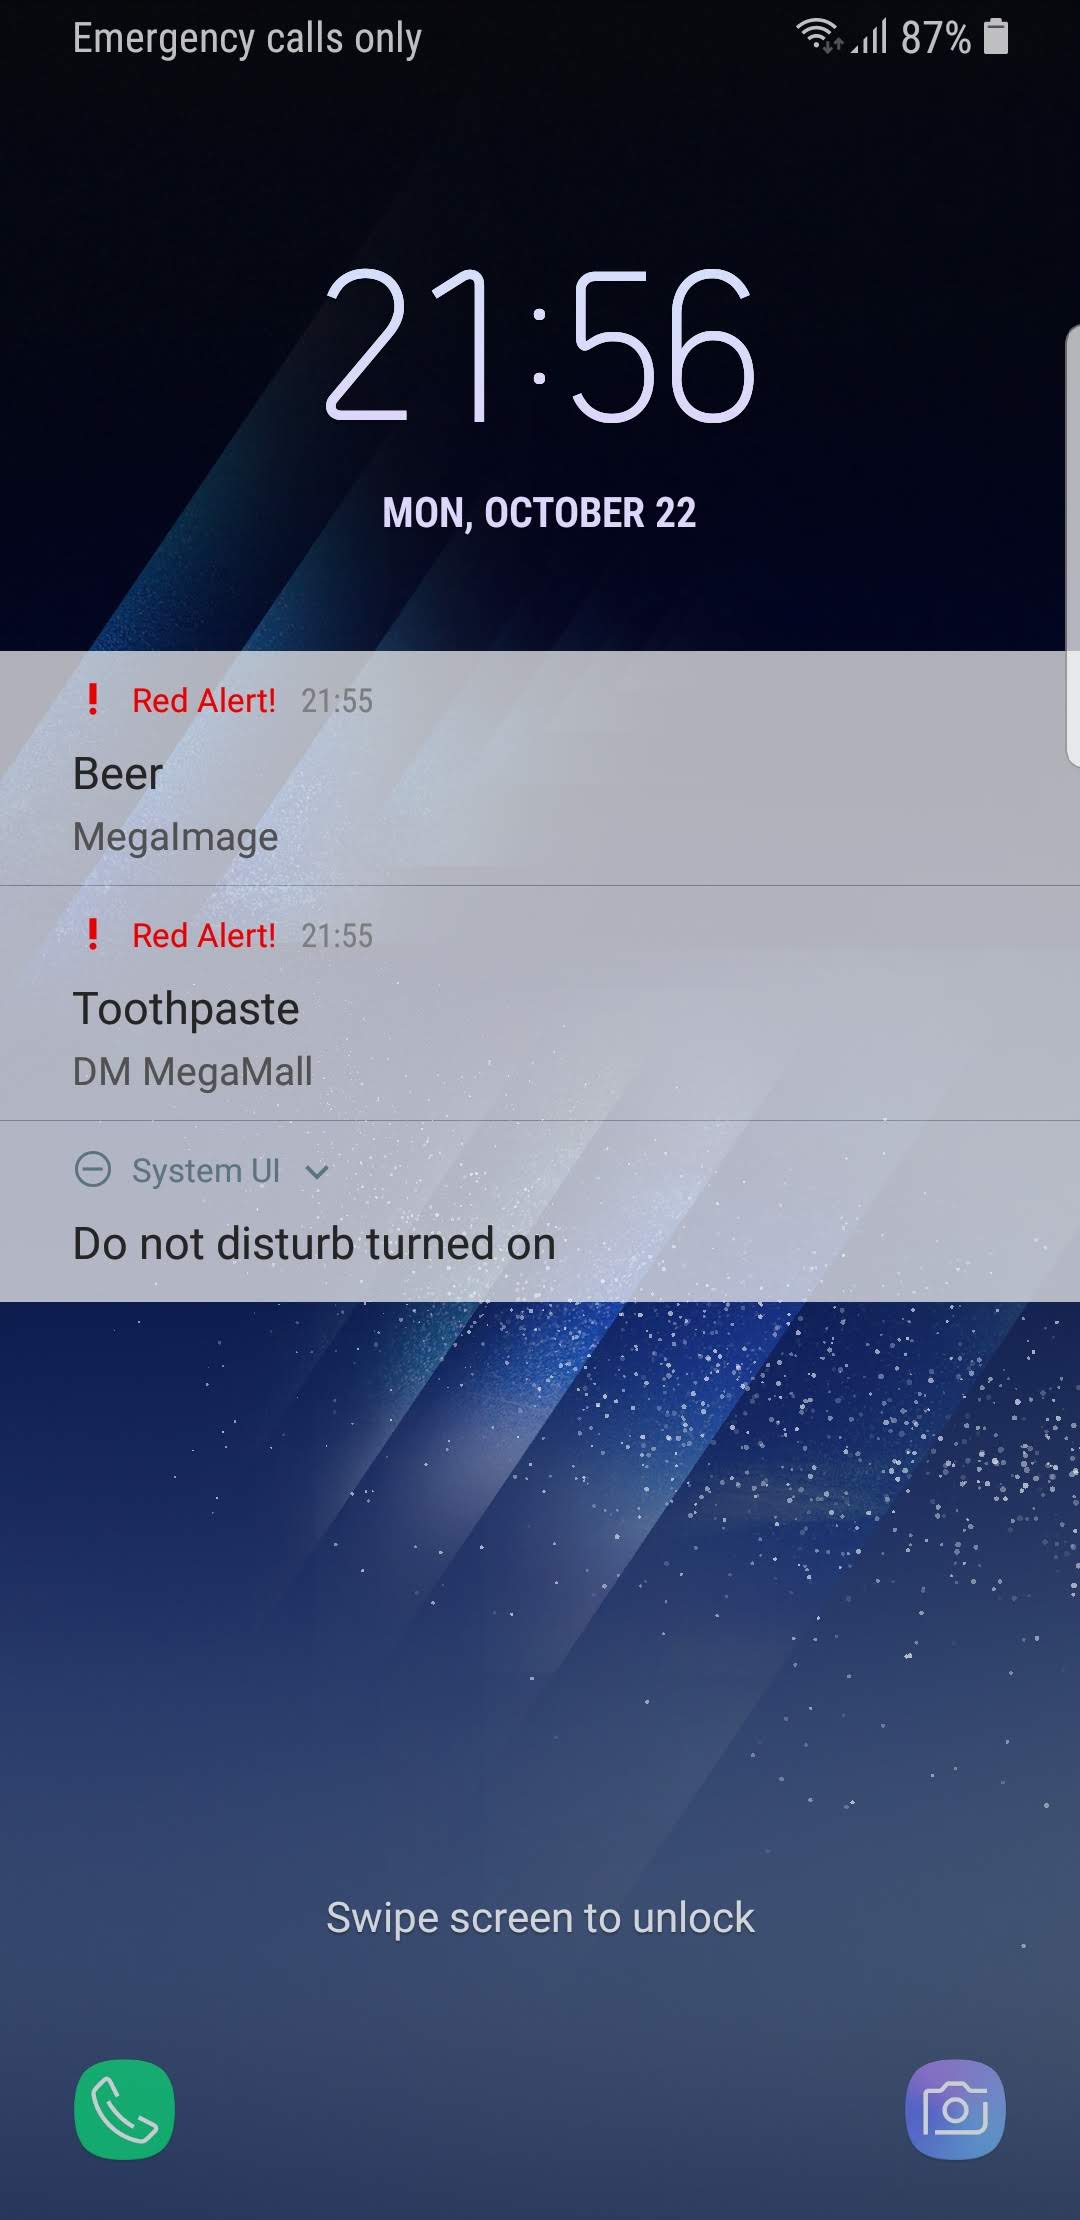 Emergency calls only 87%
21:56
MON, OCTOBER 22
Red Alert! 21:55
Beer
MegaImage
Red Alert! 21:55
Toothpaste
DM MegaMall
System UI
Do not disturb turned on
Swipe screen to unlock